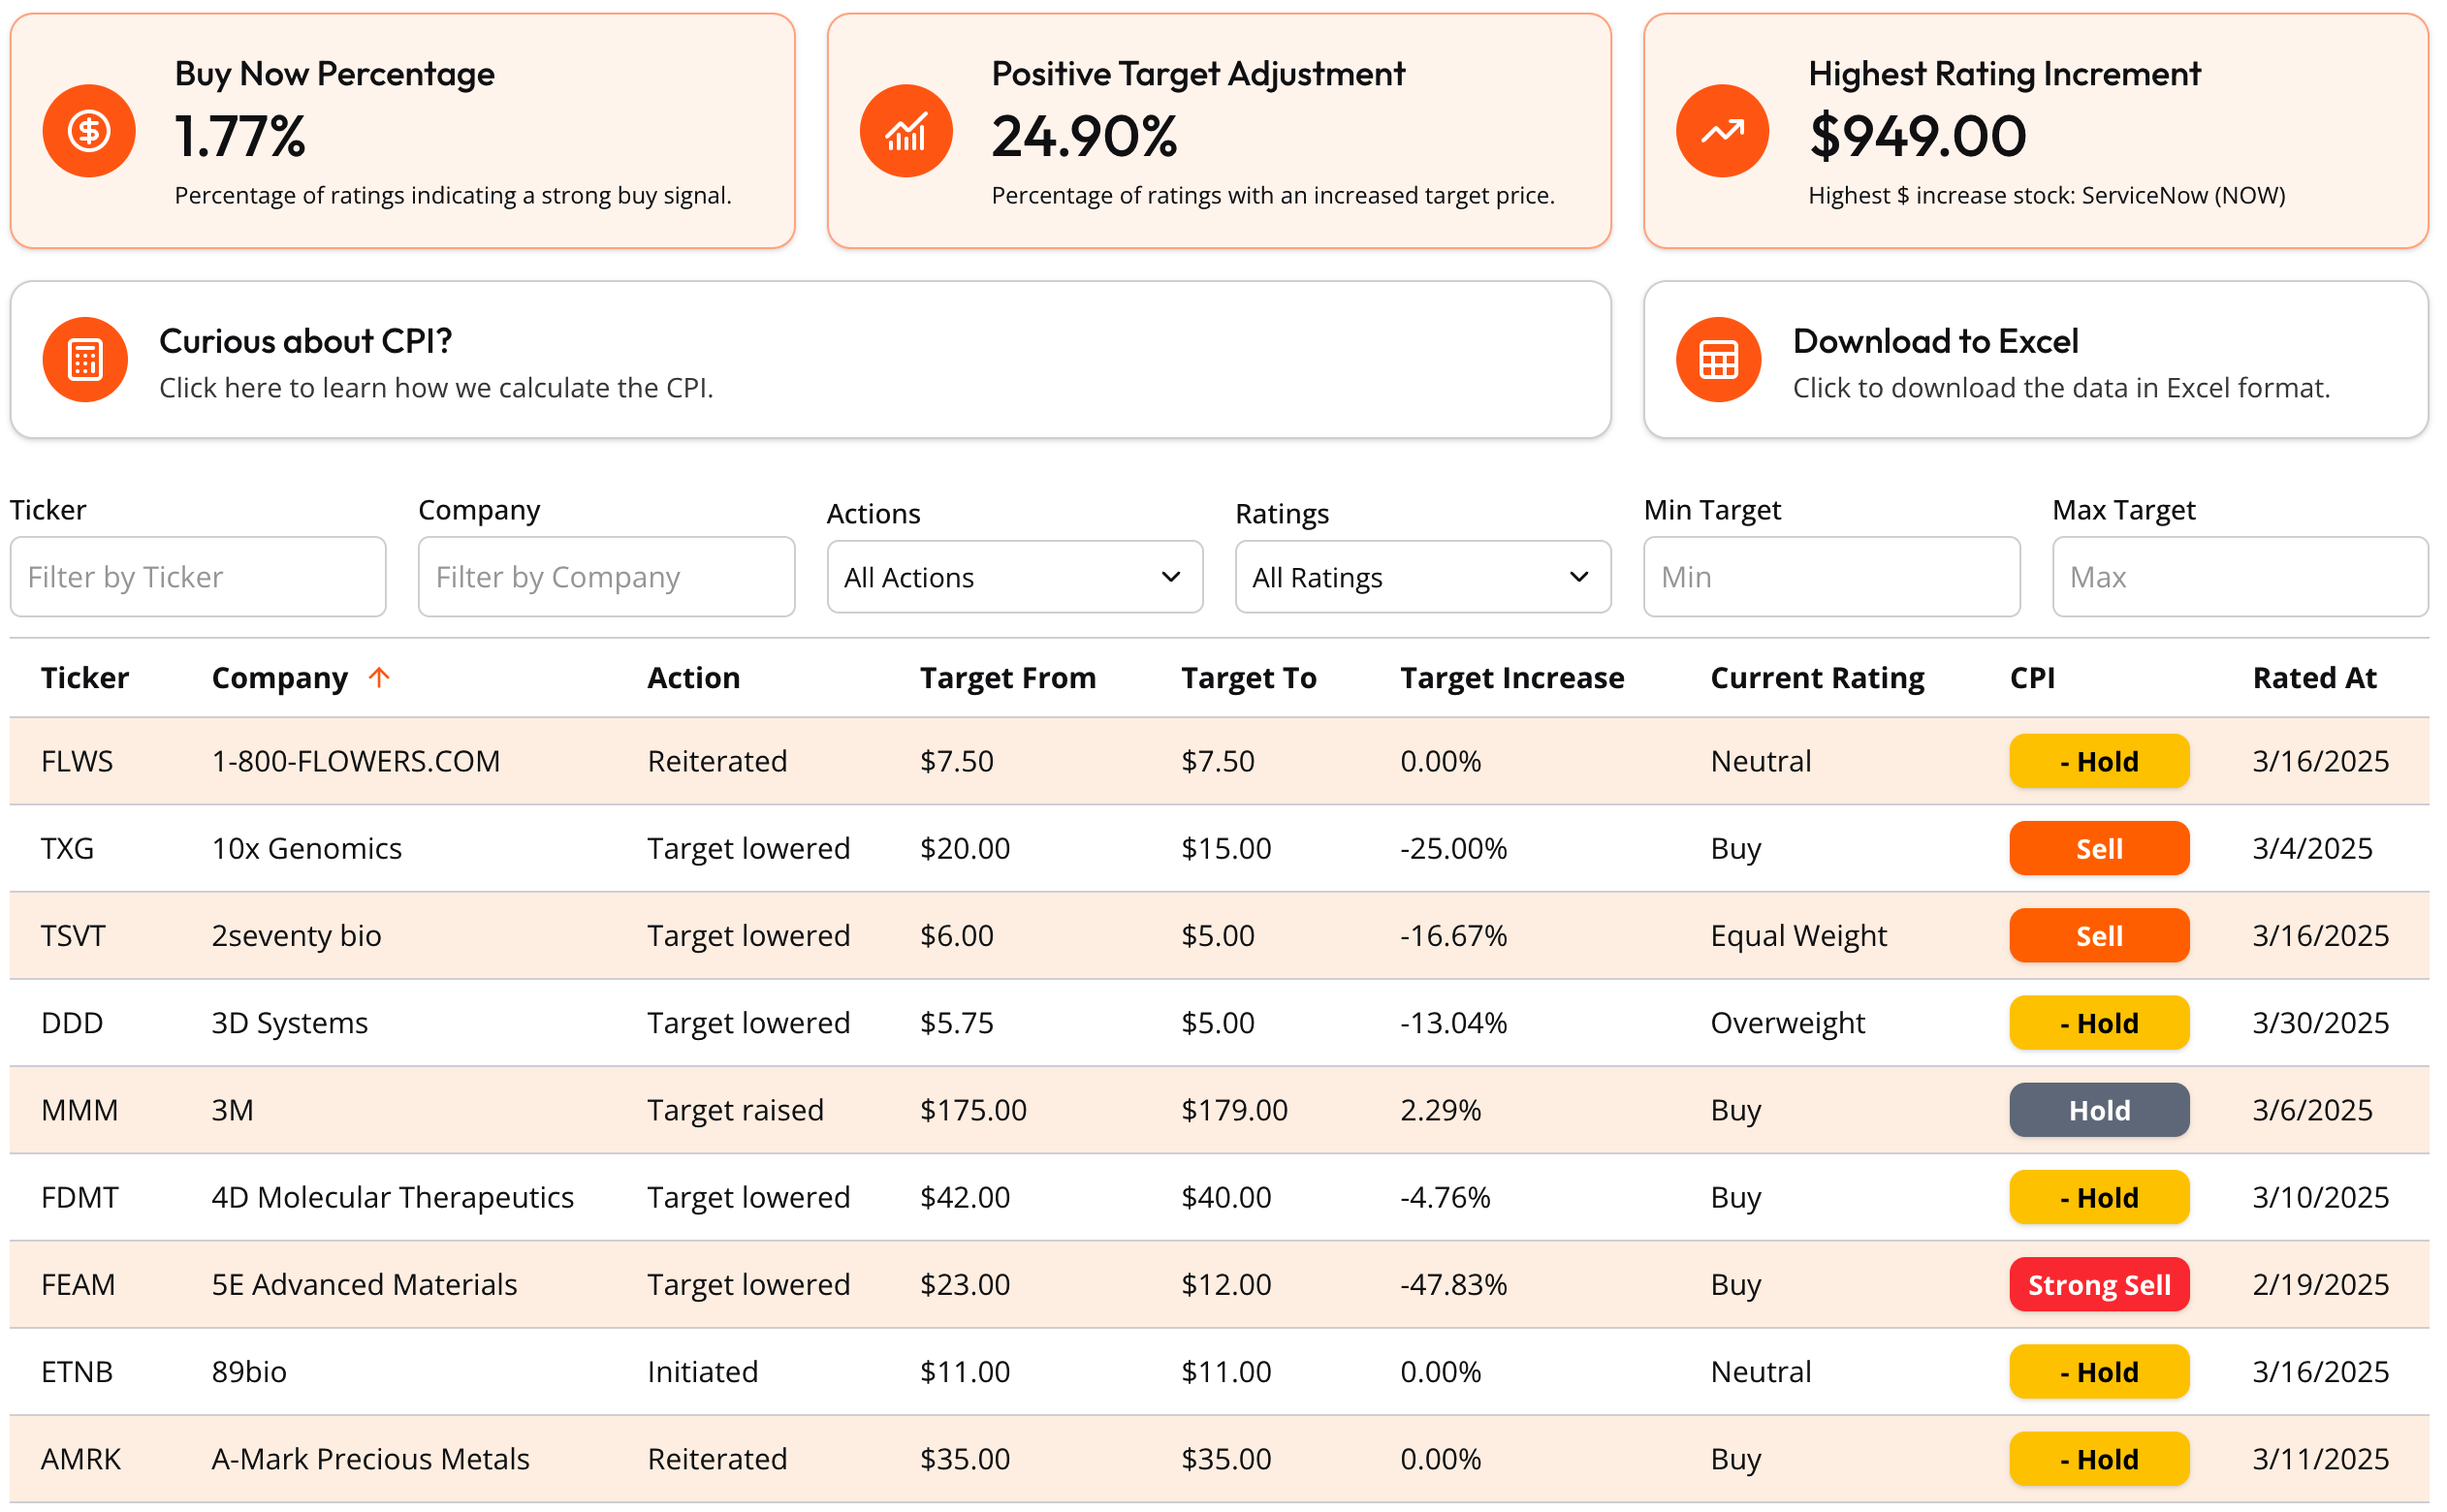 Buy Now Percentage
1.77%
Percentage of ratings indicating a strong buy signal.
Positive Target Adjustment
24.90%
Percentage of ratings with an increased target price.
Highest Rating Increment
$949.00
Highest $ increase stock: ServiceNow (NOW)
Curious about CPI?
Click here to learn how we calculate the CPI.
Download to Excel
Click to download the data in Excel format.
Ticker Company Actions Ratings Min Target Max Target
Filter by Ticker Filter by Company All Actions All Ratings Min Max
Ticker Company Action Target From Target To Target Increase Current Rating CPI Rated At
FLWS 1-800-FLOWERS.COM Reiterated $7.50 $7.50 0.00% Neutral - Hold 3/16/2025
TXG 10x Genomics Target lowered $20.00 $15.00 -25.00% Buy Sell 3/4/2025
TSVT 2seventy bio Target lowered $6.00 $5.00 -16.67% Equal Weight Sell 3/16/2025
DDD 3D Systems Target lowered $5.75 $5.00 -13.04% Overweight - Hold 3/30/2025
MMM 3M Target raised $175.00 $179.00 2.29% Buy Hold 3/6/2025
FDMT 4D Molecular Therapeutics Target lowered $42.00 $40.00 -4.76% Buy - Hold 3/10/2025
FEAM 5E Advanced Materials Target lowered $23.00 $12.00 -47.83% Buy Strong Sell 2/19/2025
ETNB 89bio Initiated $11.00 $11.00 0.00% Neutral - Hold 3/16/2025
AMRK A-Mark Precious Metals Reiterated $35.00 $35.00 0.00% Buy - Hold 3/11/2025